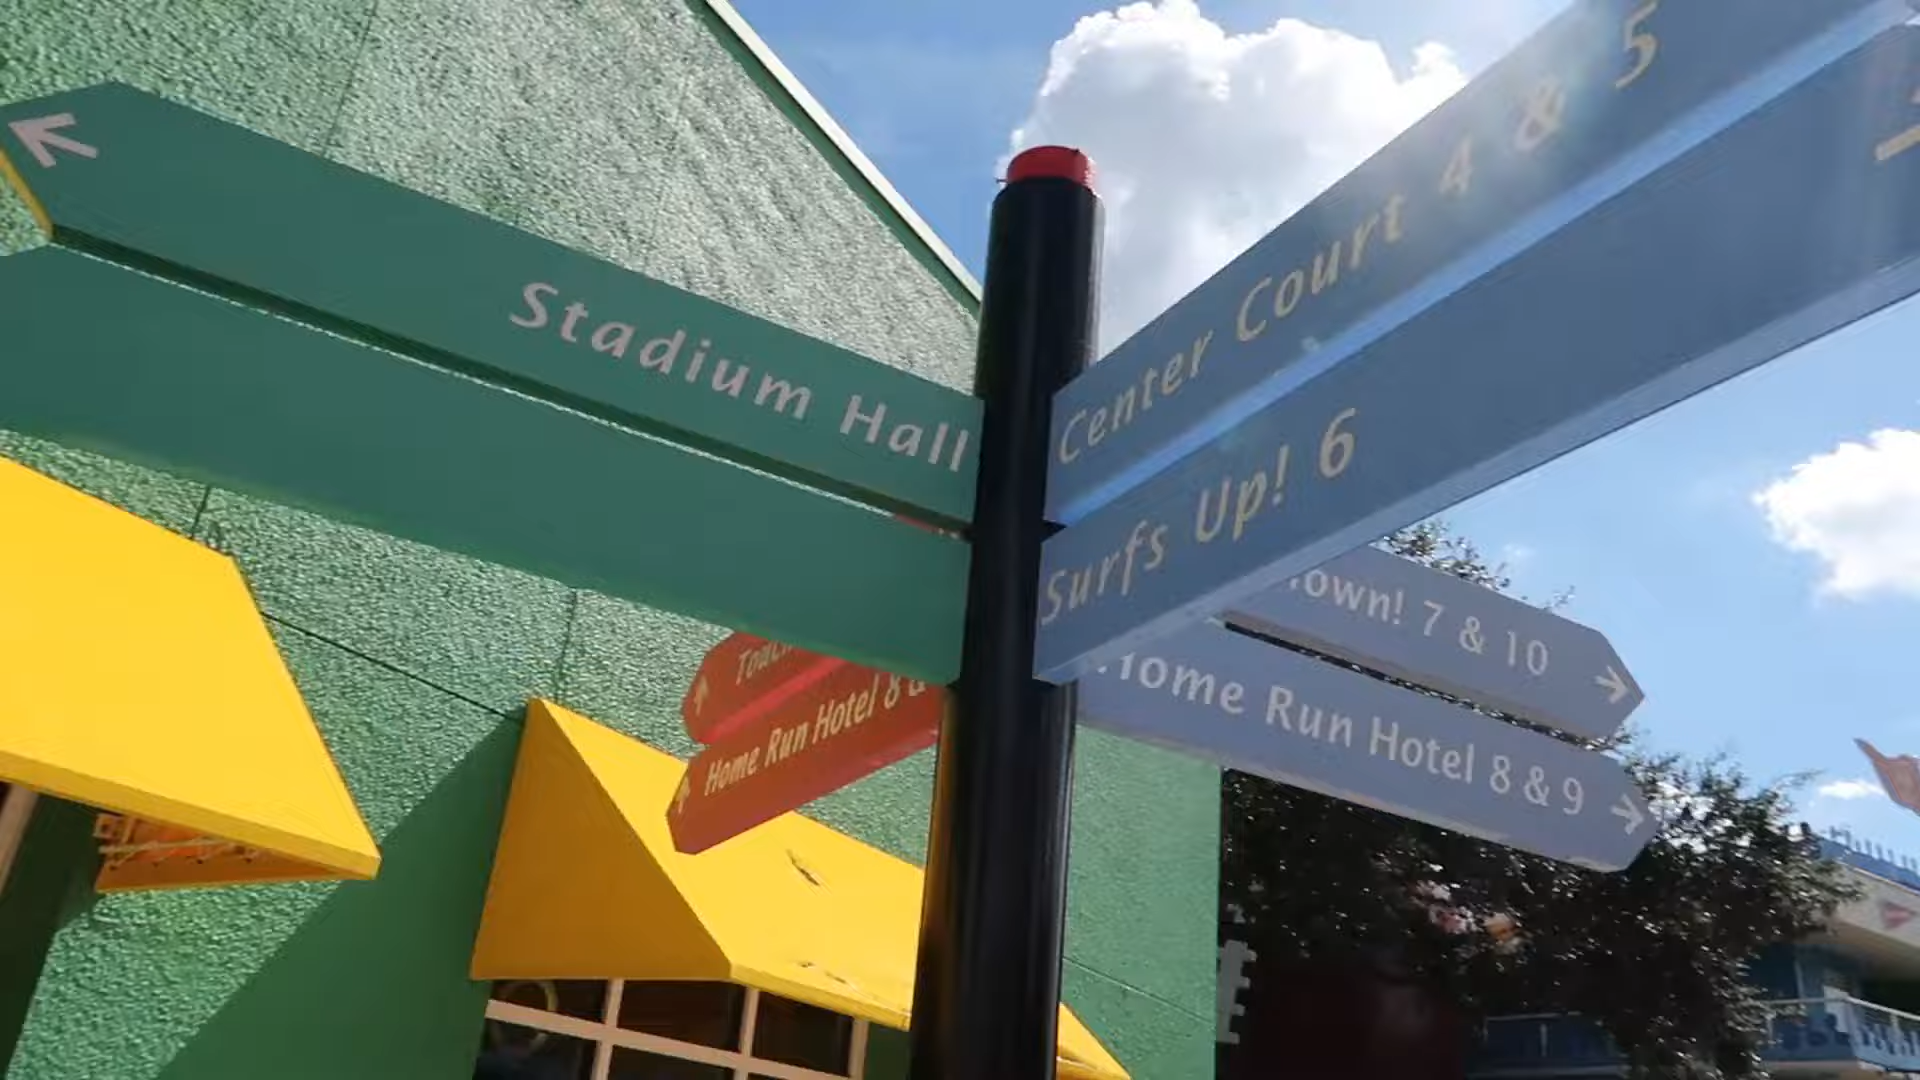 Stadium Hall
Center Court 4 & 5
Surfs Up! 6
7 & 10
Home Run Hotel 8 & 9
Home Run Hotel 8 &